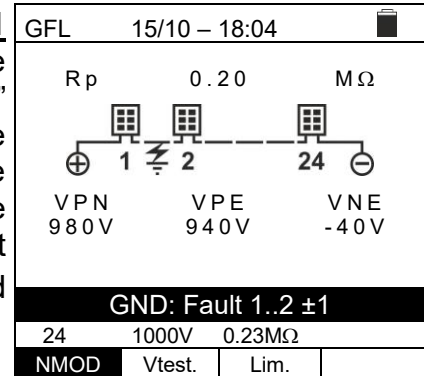 GFL 15/10 – 18:04
Rp 0.20 MΩ
1 2 24
VPN VPE VNE
980V 940V -40V
GND: Fault 1..2 ±1
24 1000V 0.23MΩ
NMOD Vtest. Lim.